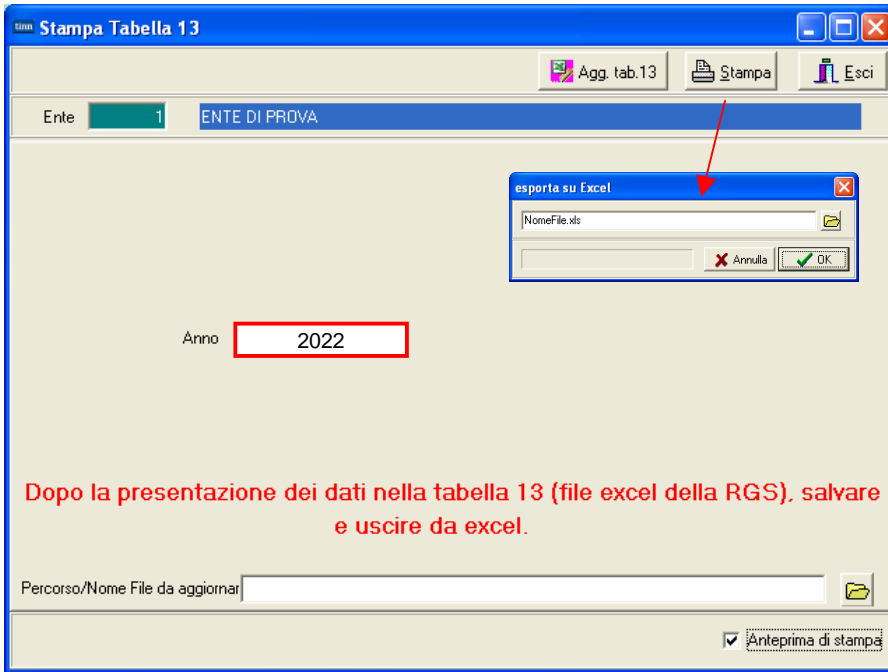 tinn Stampa Tabella 13
Agg. tab.13 Stampa Esci
Ente 1 ENTE DI PROVA
esporta su Excel
NomeFile.xls
Annulla OK
Anno 2022
Dopo la presentazione dei dati nella tabella 13 (file excel della RGS), salvare
e uscire da excel.
Percorso/Nome File da aggiornar
Anteprima di stampa